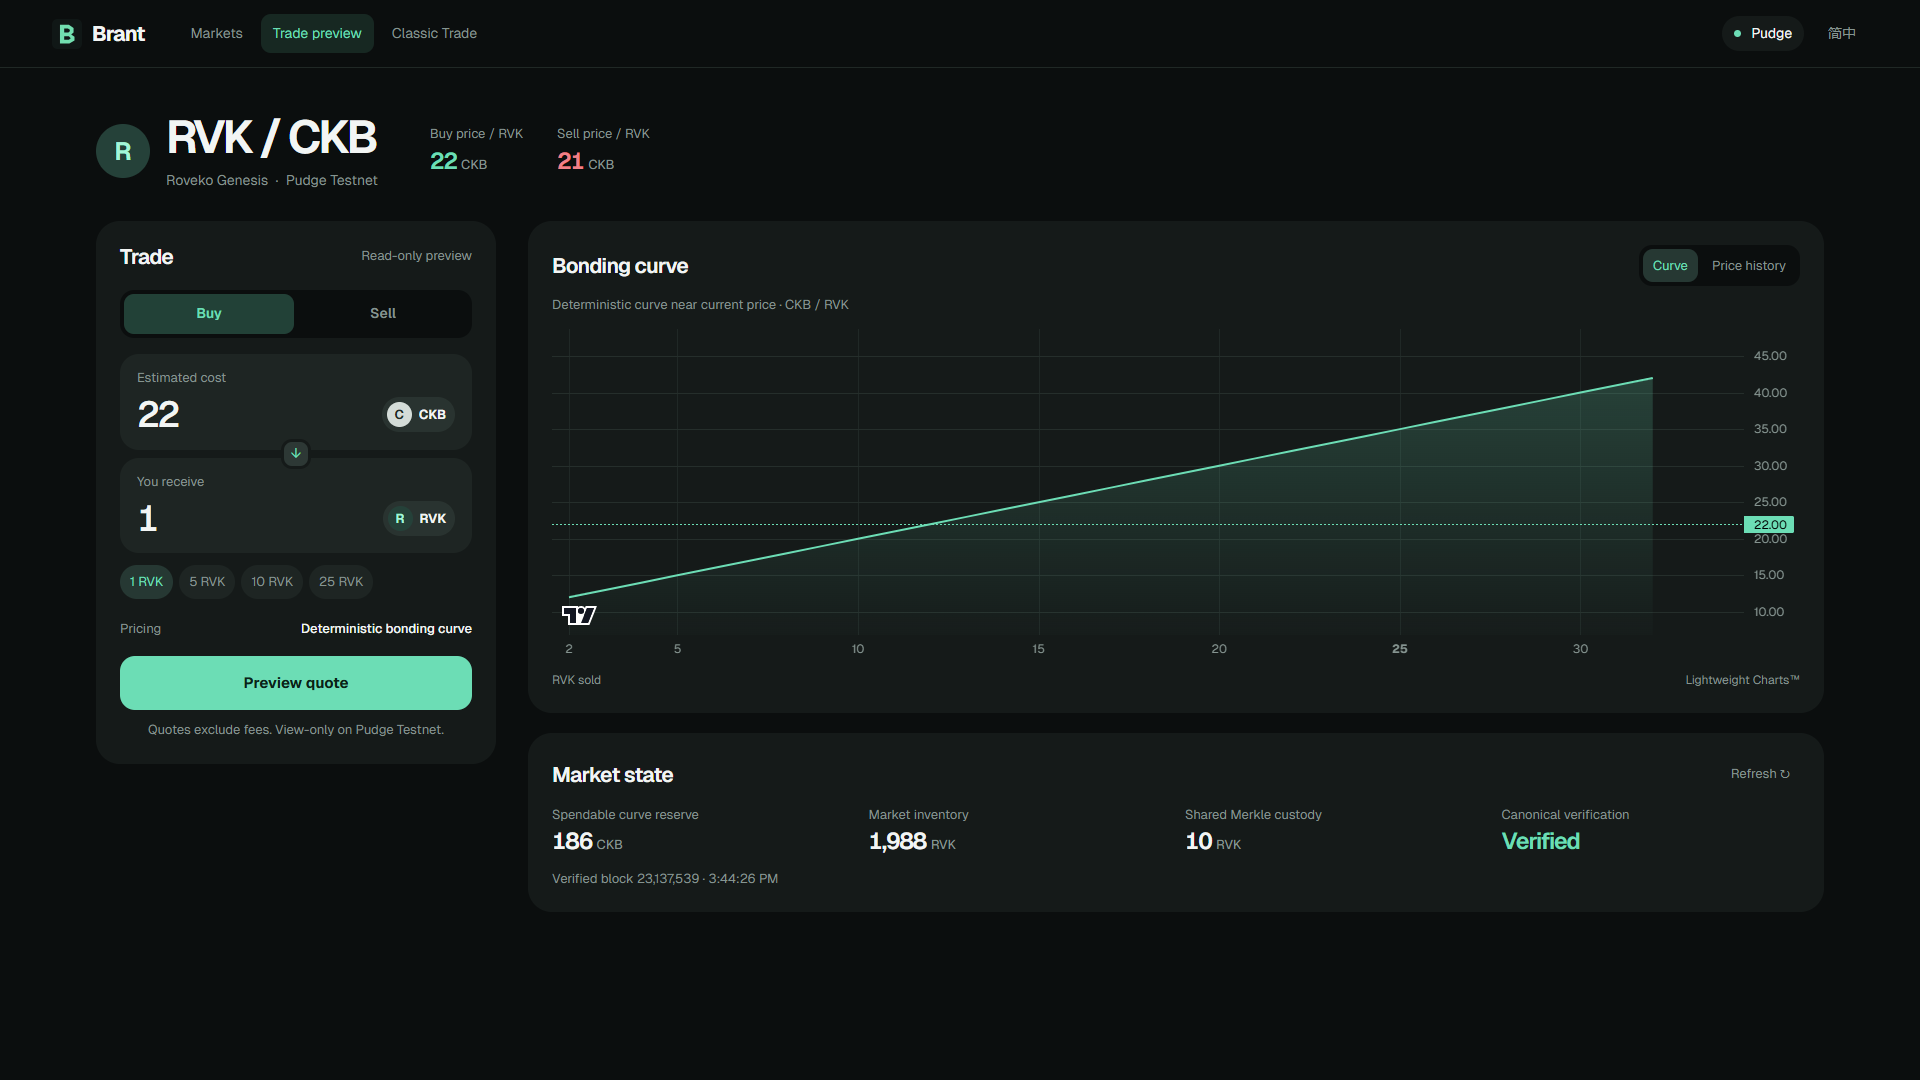 B Brant Markets Trade preview Classic Trade Pudge 简中
R
RVK / CKB
Roveko Genesis · Pudge Testnet
Buy price / RVK
22 CKB
Sell price / RVK
21 CKB
Trade
Read-only preview
Buy Sell
Estimated cost
22
C CKB
You receive
1
R RVK
1 RVK 5 RVK 10 RVK 25 RVK
Pricing Deterministic bonding curve
Preview quote
Quotes exclude fees. View-only on Pudge Testnet.
Bonding curve
Curve Price history
Deterministic curve near current price · CKB / RVK
45.00
40.00
35.00
30.00
25.00
22.00
20.00
15.00
10.00
2 5 10 15 20 25 30
RVK sold
Lightweight Charts™
Market state
Refresh ↻
Spendable curve reserve
186 CKB
Market inventory
1,988 RVK
Shared Merkle custody
10 RVK
Canonical verification
Verified
Verified block 23,137,539 · 3:44:26 PM